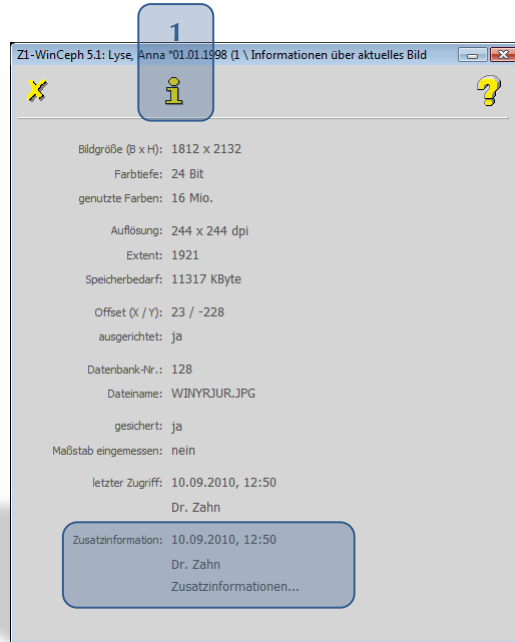 1
Z1-WinCeph 5.1: Lyse, Anna *01.01.1998 (1 \ Informationen über aktuelles Bild
Bildgröße (B x H): 1812 x 2132
Farbtiefe: 24 Bit
genutzte Farben: 16 Mio.
Auflösung: 244 x 244 dpi
Extent: 1921
Speicherbedarf: 11317 KByte
Offset (X / Y): 23 / -228
ausgerichtet: ja
Datenbank-Nr.: 128
Dateiname: WINYRJUR.JPG
gesichert: ja
Maßstab eingemessen: nein
letzter Zugriff: 10.09.2010, 12:50
Dr. Zahn
Zusatzinformation: 10.09.2010, 12:50
Dr. Zahn
Zusatzinformationen...